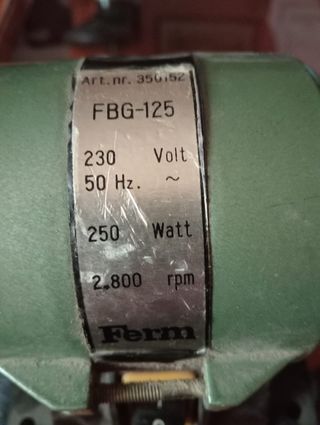 Art.nr. 350152
FBG-125
230 Volt
50 Hz. ~
250 Watt
2.800 rpm
Ferm